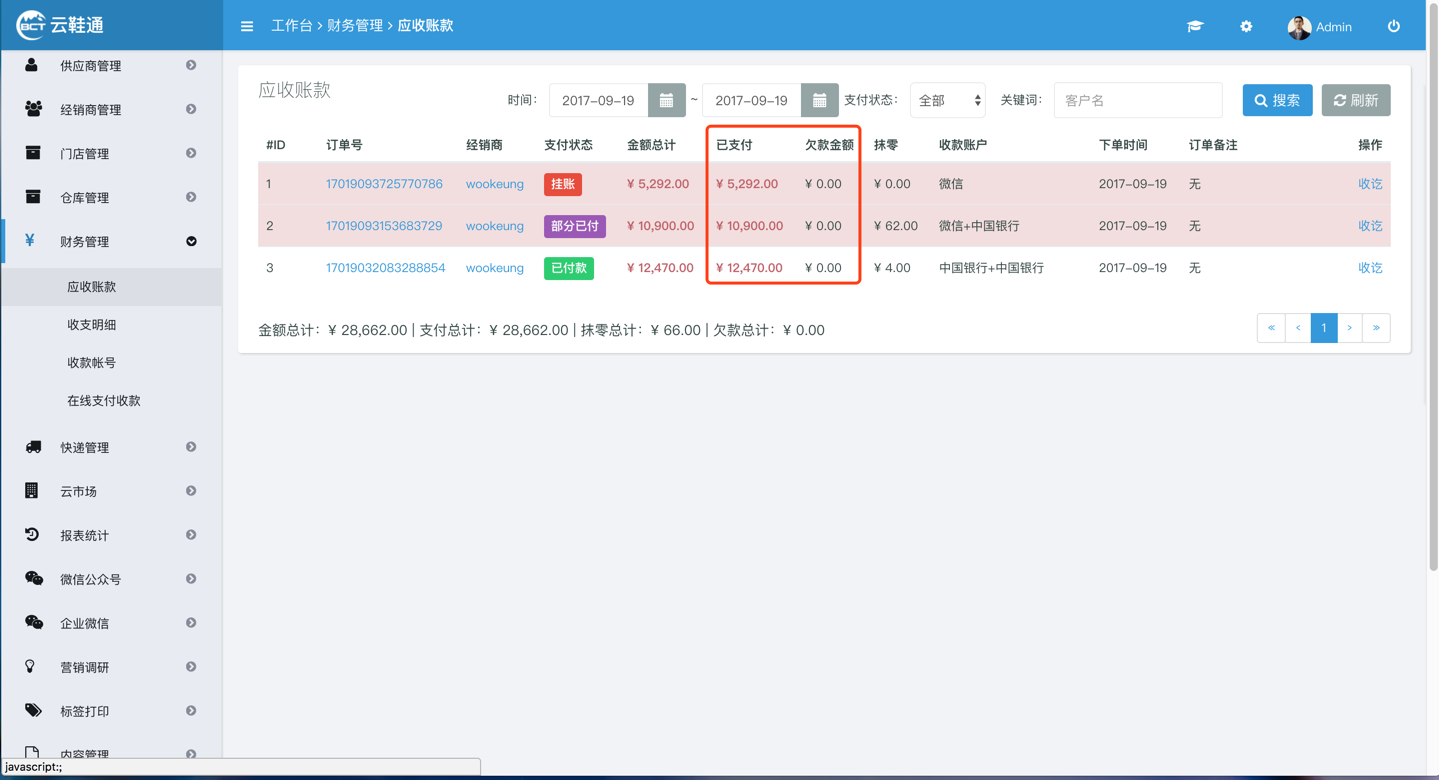 BCT 云鞋通
工作台 > 财务管理 > 应收账款
Admin
供应商管理
经销商管理
门店管理
仓库管理
¥ 财务管理
应收账款
收支明细
收款帐号
在线支付收款
快递管理
云市场
报表统计
微信公众号
企业微信
营销调研
标签打印
内容管理
javascript:;
应收账款
时间： 2017-09-19 ~ 2017-09-19 支付状态： 全部 关键词： 客户名 搜索 刷新
#ID 订单号 经销商 支付状态 金额总计 已支付 欠款金额 抹零 收款账户 下单时间 订单备注 操作
1 17019093725770786 wookeung 挂账 ¥ 5,292.00 ¥ 5,292.00 ¥ 0.00 ¥ 0.00 微信 2017-09-19 无 收讫
2 17019093153683729 wookeung 部分已付 ¥ 10,900.00 ¥ 10,900.00 ¥ 0.00 ¥ 62.00 微信+中国银行 2017-09-19 无 收讫
3 17019032083288854 wookeung 已付款 ¥ 12,470.00 ¥ 12,470.00 ¥ 0.00 ¥ 4.00 中国银行+中国银行 2017-09-19 无 收讫
金额总计：¥ 28,662.00 | 支付总计：¥ 28,662.00 | 抹零总计：¥ 66.00 | 欠款总计：¥ 0.00
« ‹ 1 › »